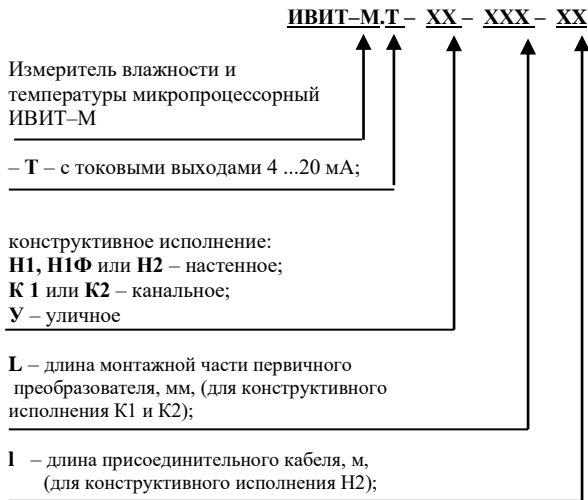 ИВИТ–М.Т – ХХ – ХХХ – ХХ
Измеритель влажности и
температуры микропроцессорный
ИВИТ–М
– Т – с токовыми выходами 4 ...20 мА;
конструктивное исполнение:
Н1, Н1Ф или Н2 – настенное;
К 1 или К2 – канальное;
У – уличное
L – длина монтажной части первичного
преобразователя, мм, (для конструктивного
исполнения К1 и К2);
l – длина присоединительного кабеля, м,
(для конструктивного исполнения Н2);